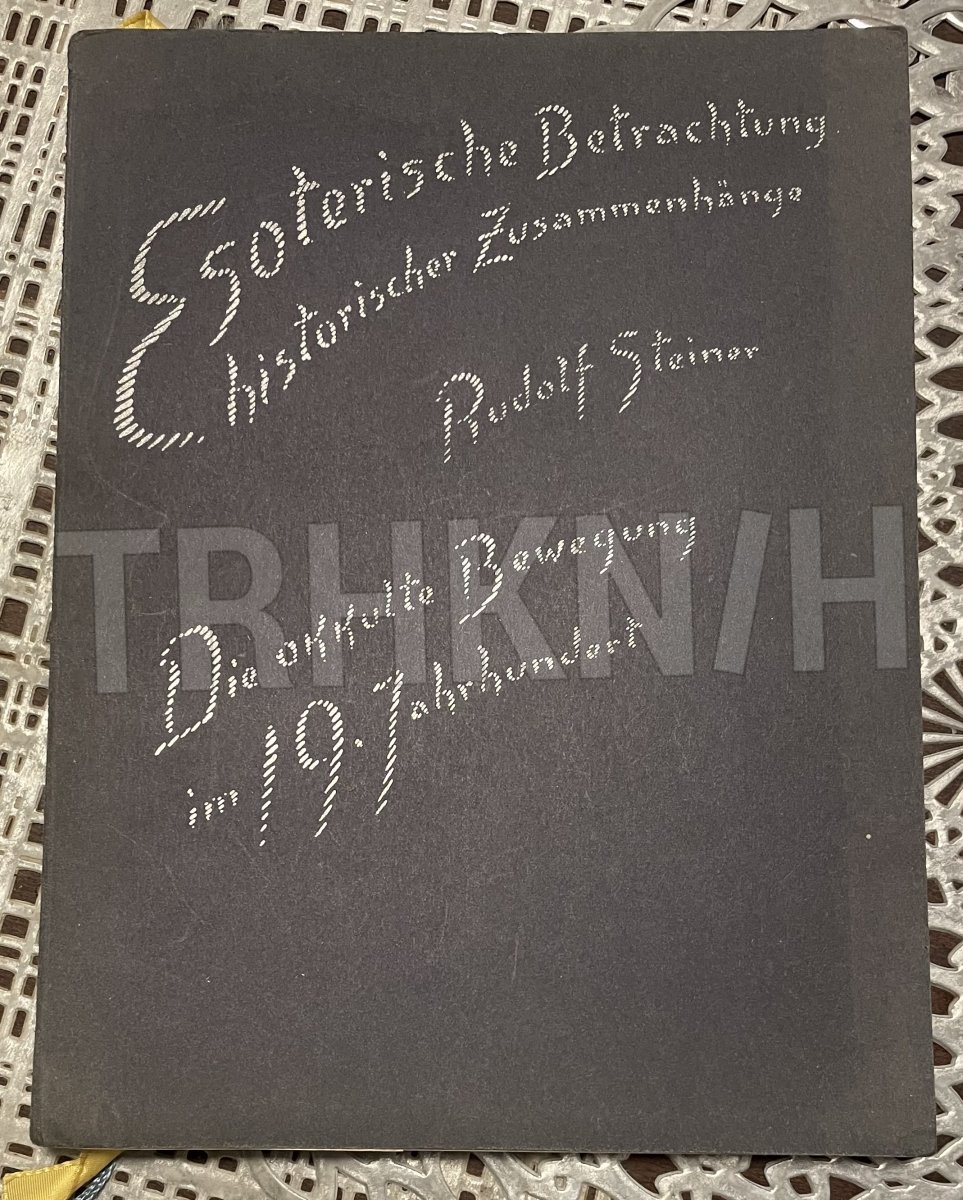 Esoterische Betrachtung
historischer Zusammenhänge
Rudolf Steiner
TRHKN/H
Die okkulte Bewegung
im 19. Jahrhundert